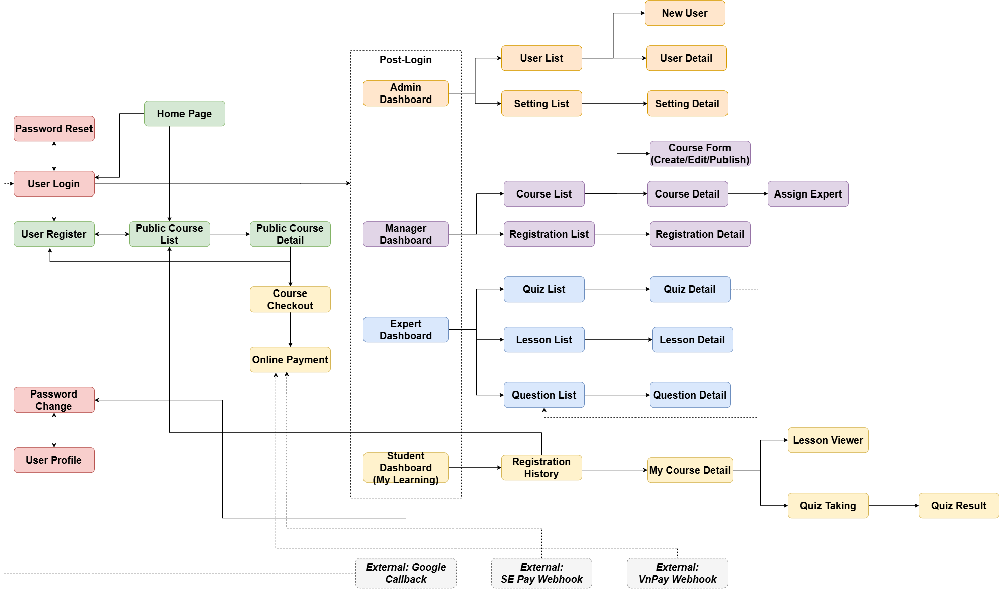 New User
Post-Login
User List
User Detail
Admin
Dashboard
Setting List
Setting Detail
Home Page
Password Reset
Course Form
(Create/Edit/Publish)
User Login
Course List
Course Detail
Assign Expert
User Register
Public Course
List
Public Course
Detail
Manager
Dashboard
Registration List
Registration Detail
Course
Checkout
Quiz List
Quiz Detail
Expert
Dashboard
Lesson List
Lesson Detail
Online Payment
Password
Change
Question List
Question Detail
User Profile
Student
Dashboard
(My Learning)
Registration
History
My Course Detail
Lesson Viewer
Quiz Taking
Quiz Result
External: Google
Callback
External:
SE Pay Webhook
External:
VnPay Webhook